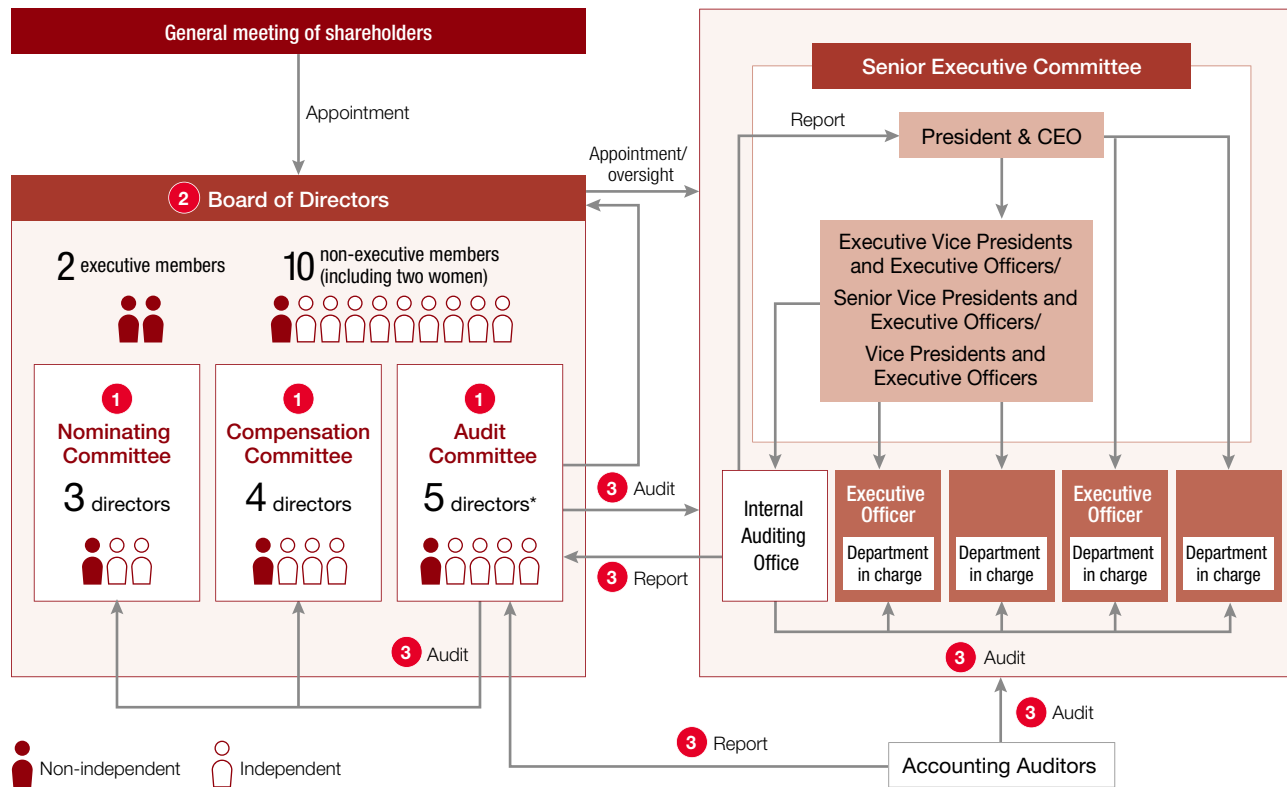 General meeting of shareholders
Appointment
2 Board of Directors
2 executive members
10 non-executive members
(including two women)
1
Nominating
Committee
3 directors
1
Compensation
Committee
4 directors
1
Audit
Committee
5 directors*
3 Audit
Non-independent
Independent
Appointment/
oversight
3 Audit
3 Report
Senior Executive Committee
Report
President & CEO
Executive Vice Presidents
and Executive Officers/
Senior Vice Presidents and
Executive Officers/
Vice Presidents and
Executive Officers
Internal
Auditing
Office
Executive
Officer
Department
in charge
Department
in charge
Executive
Officer
Department
in charge
Department
in charge
3 Audit
3 Audit
3 Report
Accounting Auditors